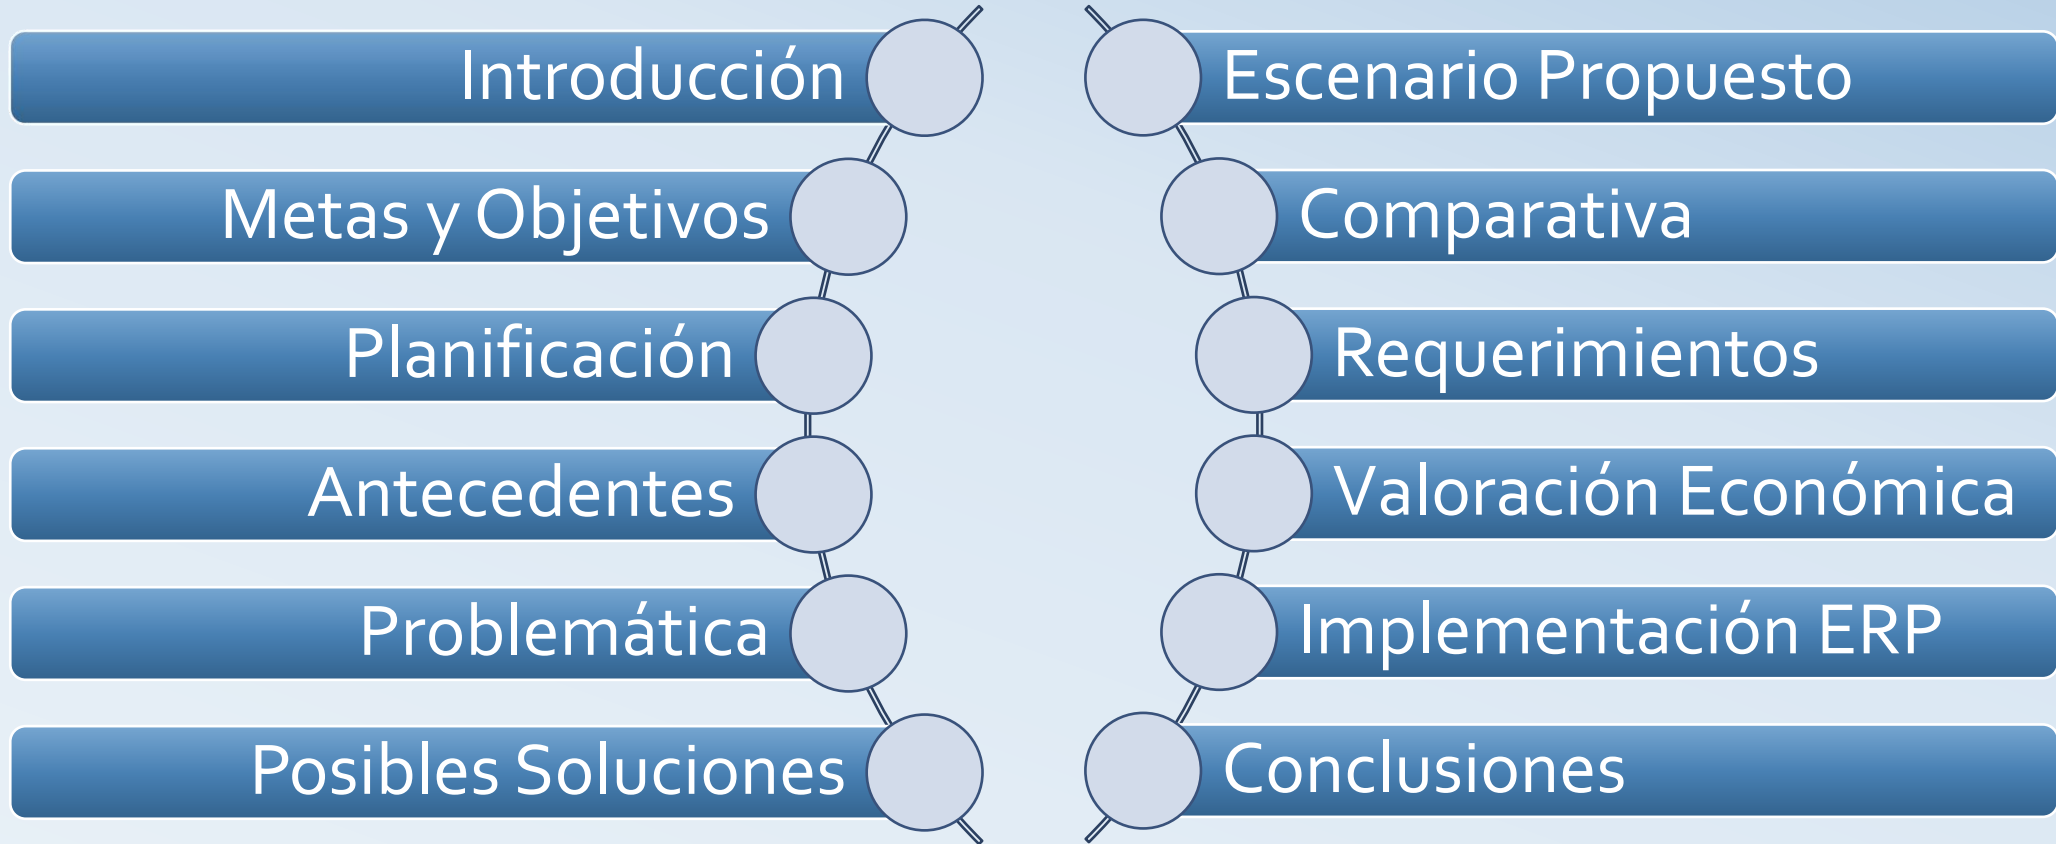 Introducción
Metas y Objetivos
Planificación
Antecedentes
Problemática
Posibles Soluciones
Escenario Propuesto
Comparativa
Requerimientos
Valoración Económica
Implementación ERP
Conclusiones